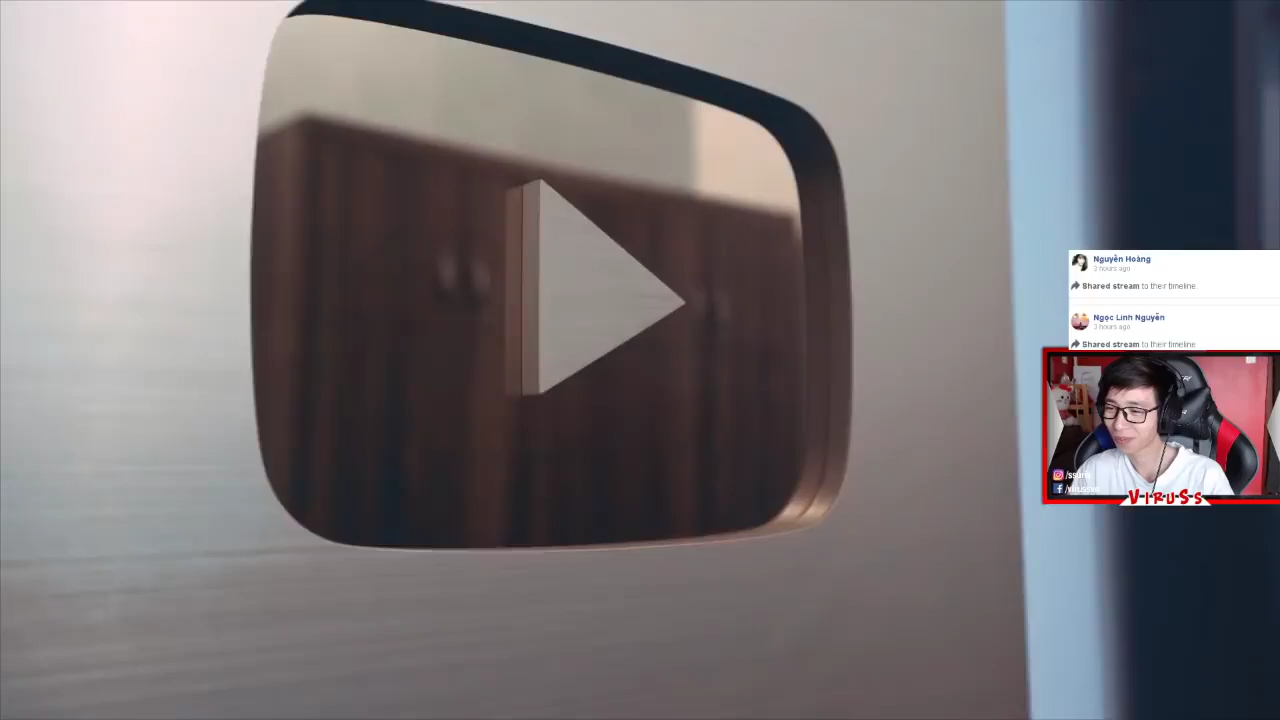 Nguyễn Hoàng
3 hours ago
Shared stream to their timeline.
Ngọc Linh Nguyễn
3 hours ago
Shared stream to their timeline
VIRUSS